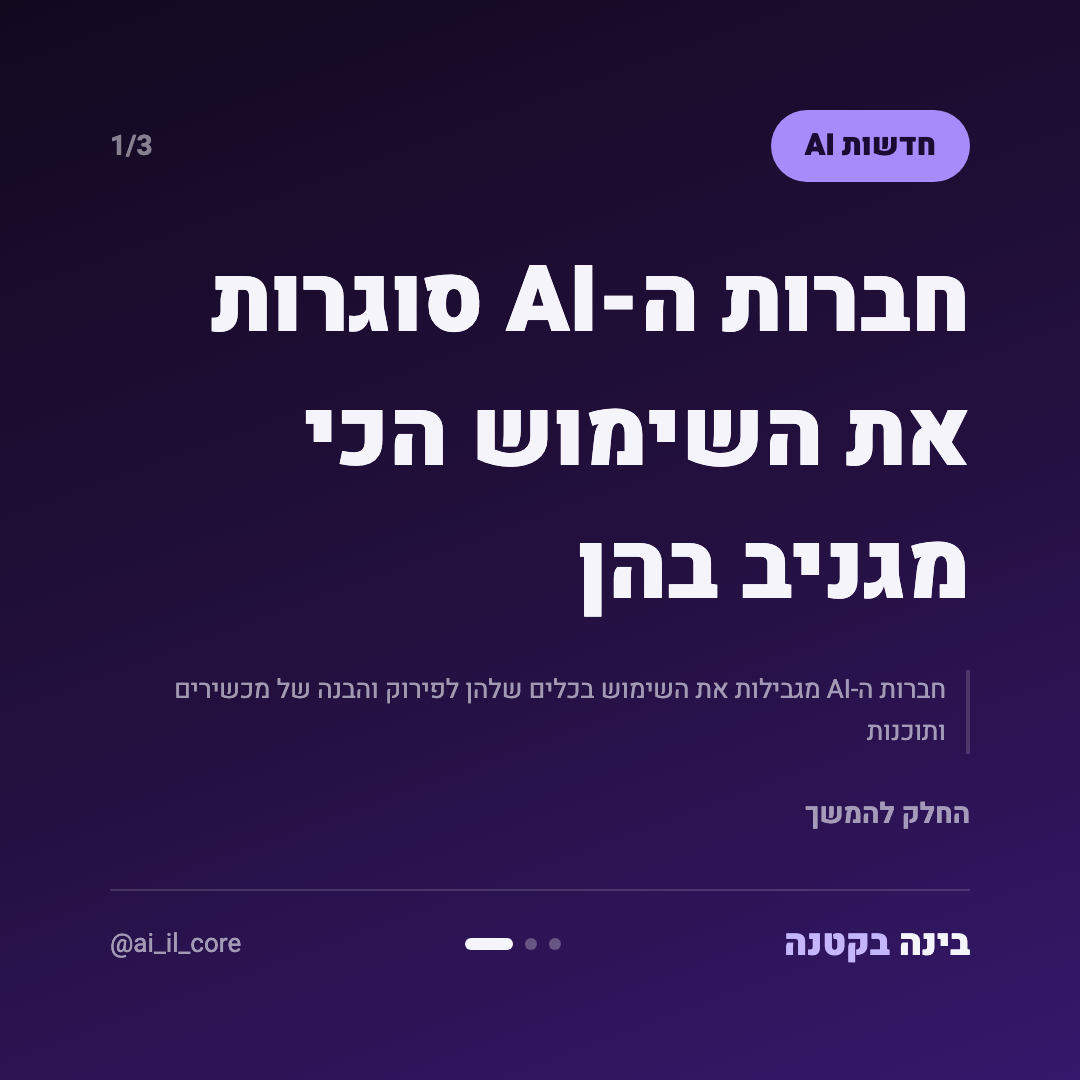 חדשות AI
1/3
חברות ה-AI סוגרות
את השימוש הכי
מגניב בהן
חברות ה-AI מגבילות את השימוש בכלים שלהן לפירוק והבנה של מכשירים
ותוכנות
החלק להמשך
בינה בקטנה
@ai_il_core